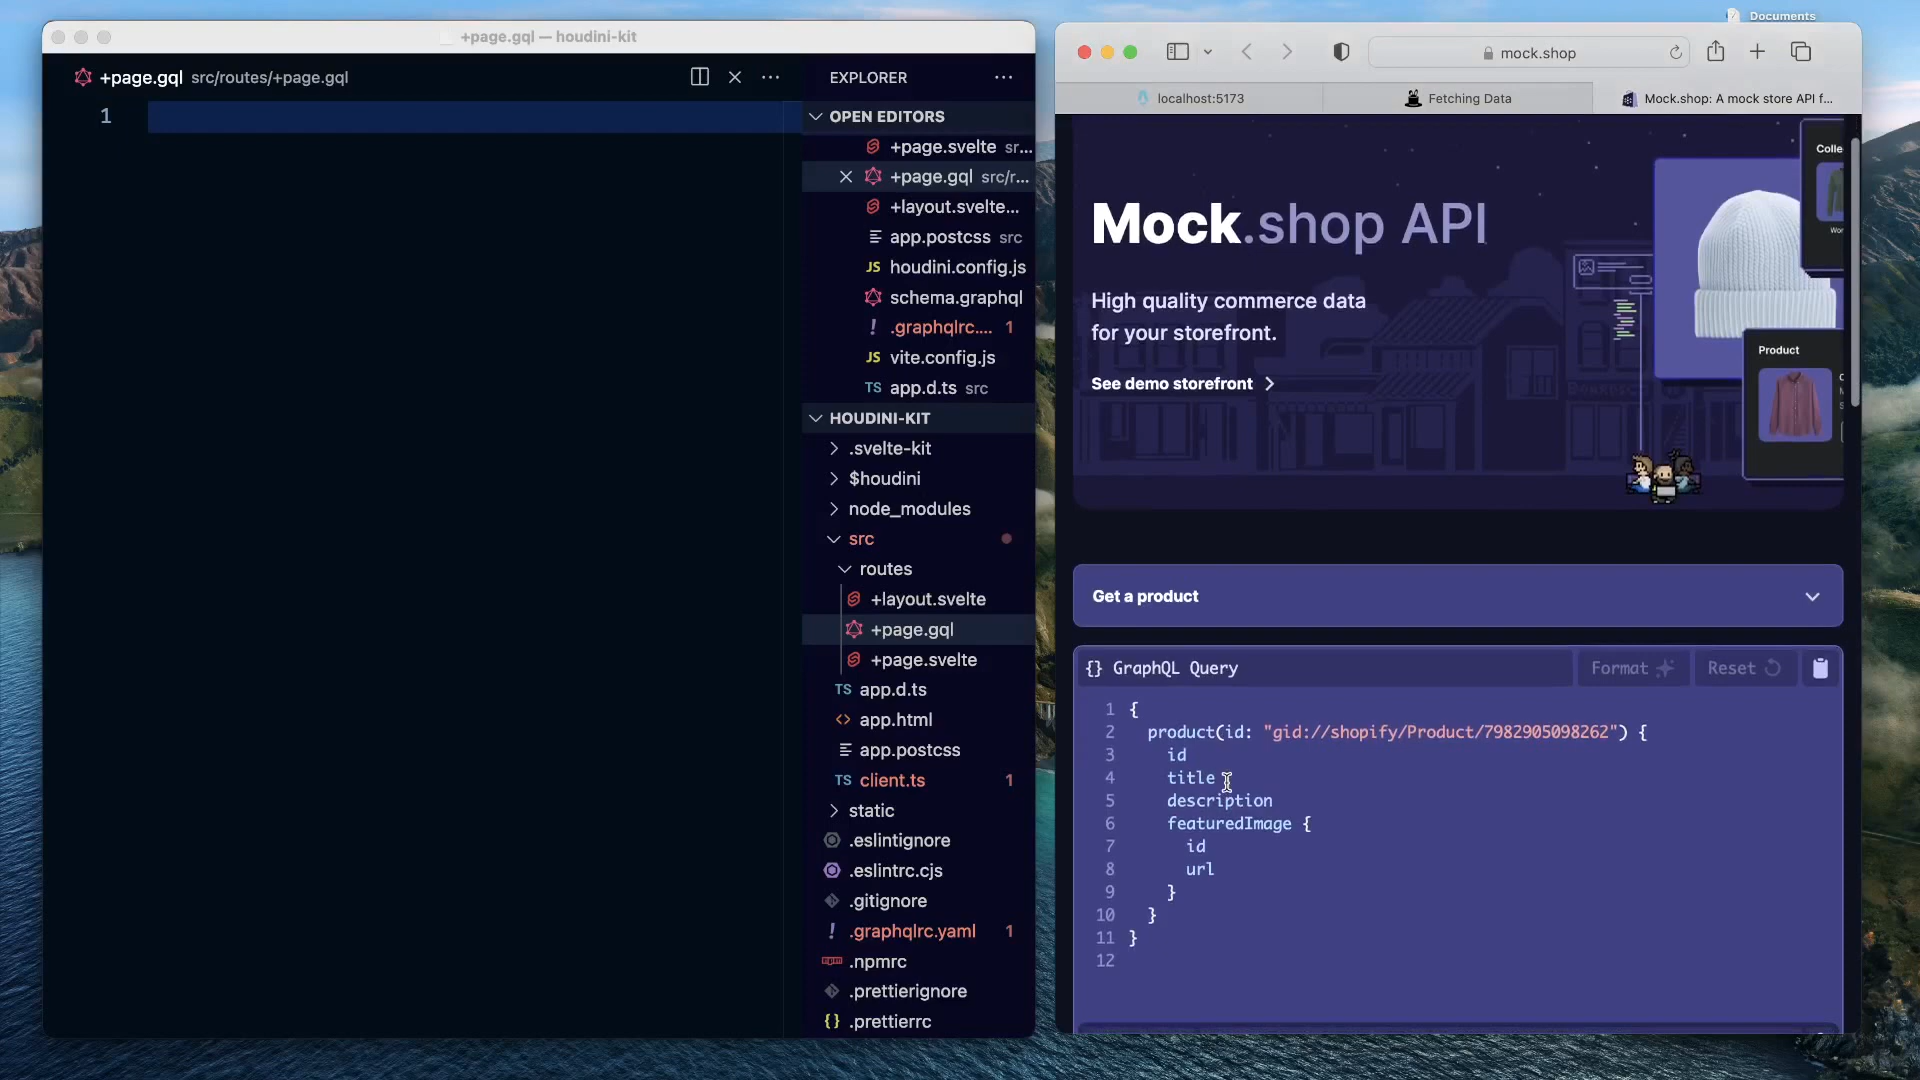 Documents
+page.gql — houdini-kit
+page.gql src/routes/+page.gql
1
EXPLORER
OPEN EDITORS
+page.svelte sr...
+page.gql src/r...
+layout.svelte...
app.postcss src
JS houdini.config.js
schema.graphql
! .graphqlrc.... 1
JS vite.config.js
TS app.d.ts src
HOUDINI-KIT
.svelte-kit
$houdini
node_modules
src
routes
+layout.svelte
+page.gql
+page.svelte
TS app.d.ts
<> app.html
app.postcss
TS client.ts 1
static
.eslintignore
.eslintrc.cjs
.gitignore
! .graphqlrc.yaml 1
.npmrc
.prettierignore
{} .prettierrc
mock.shop
localhost:5173
Fetching Data
Mock.shop: A mock store API f...
Mock.shop API
High quality commerce data
for your storefront.
See demo storefront
Colle
Product
Get a product
{} GraphQL Query
Format
Reset
1 {
2 product(id: "gid://shopify/Product/7982905098262") {
3 id
4 title
5 description
6 featuredImage {
7 id
8 url
9 }
10 }
11 }
12